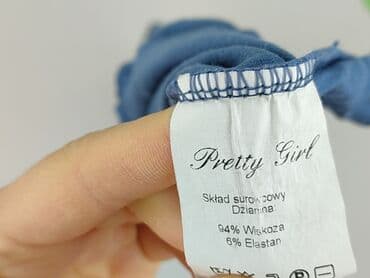 Pretty Girl
Skład surowcowy
Dzianina:
94% Wiskoza
6% Elastan